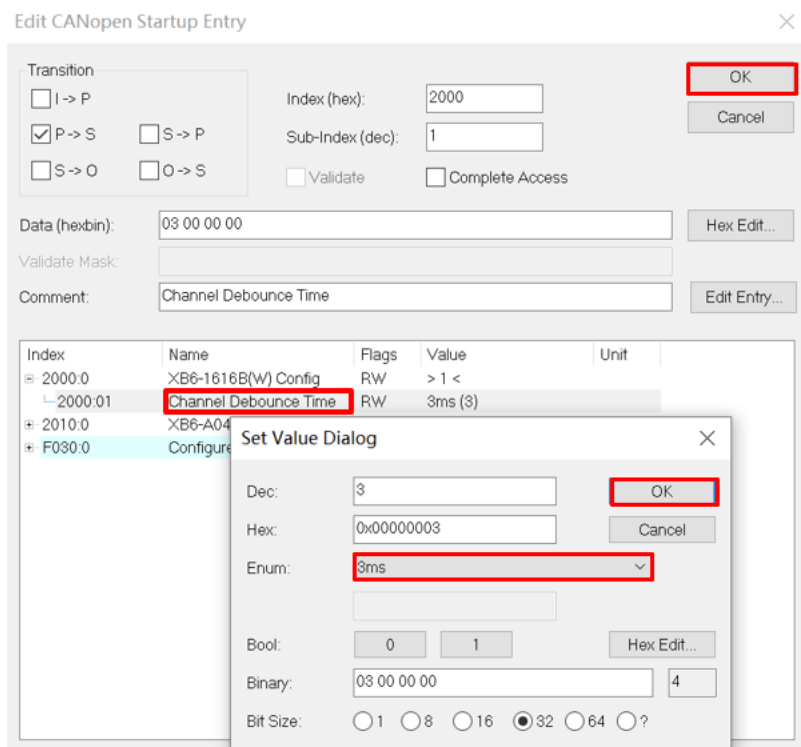 Edit CANopen Startup Entry
Transition
I -> P
P -> S S -> P
S -> O O -> S
Index (hex): 2000
Sub-Index (dec): 1
Validate Complete Access
OK
Cancel
Data (hexbin): 03 00 00 00 Hex Edit...
Validate Mask:
Comment: Channel Debounce Time Edit Entry...
Index Name Flags Value Unit
2000:0 XB6-1616B(W) Config RW > 1 <
2000:01 Channel Debounce Time RW 3ms (3)
2010:0 XB6-A04
F030:0 Configure
Set Value Dialog
Dec: 3 OK
Hex: 0x00000003 Cancel
Enum: 3ms
Bool: 0 1 Hex Edit...
Binary: 03 00 00 00 4
Bit Size: 1 8 16 32 64 ?